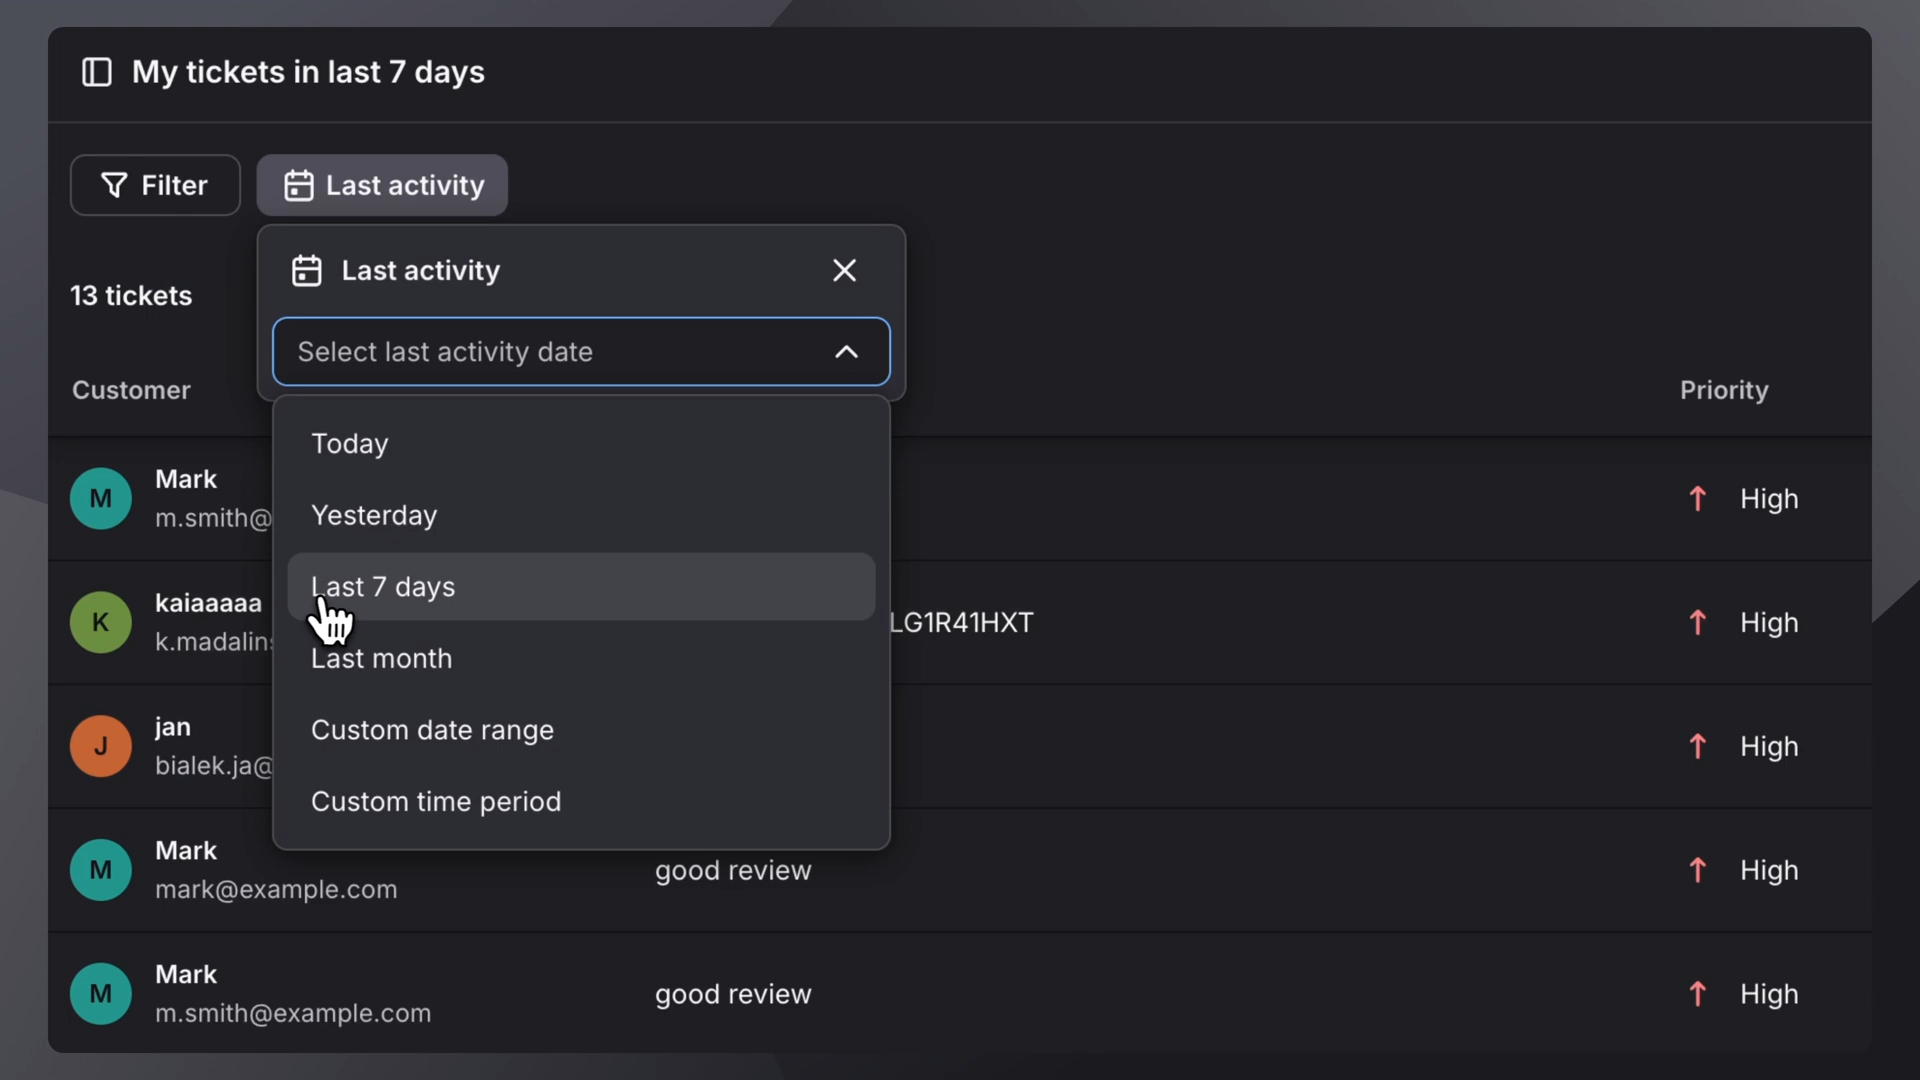 My tickets in last 7 days
Filter
Last activity
Last activity
13 tickets
Select last activity date
Customer
Priority
Today
Yesterday
Last 7 days
Last month
Custom date range
Custom time period
M
Mark
m.smith@
High
K
kaiaaaaa
k.madalin
LG1R41HXT
High
J
jan
bialek.ja@
High
M
Mark
mark@example.com
good review
High
M
Mark
m.smith@example.com
good review
High